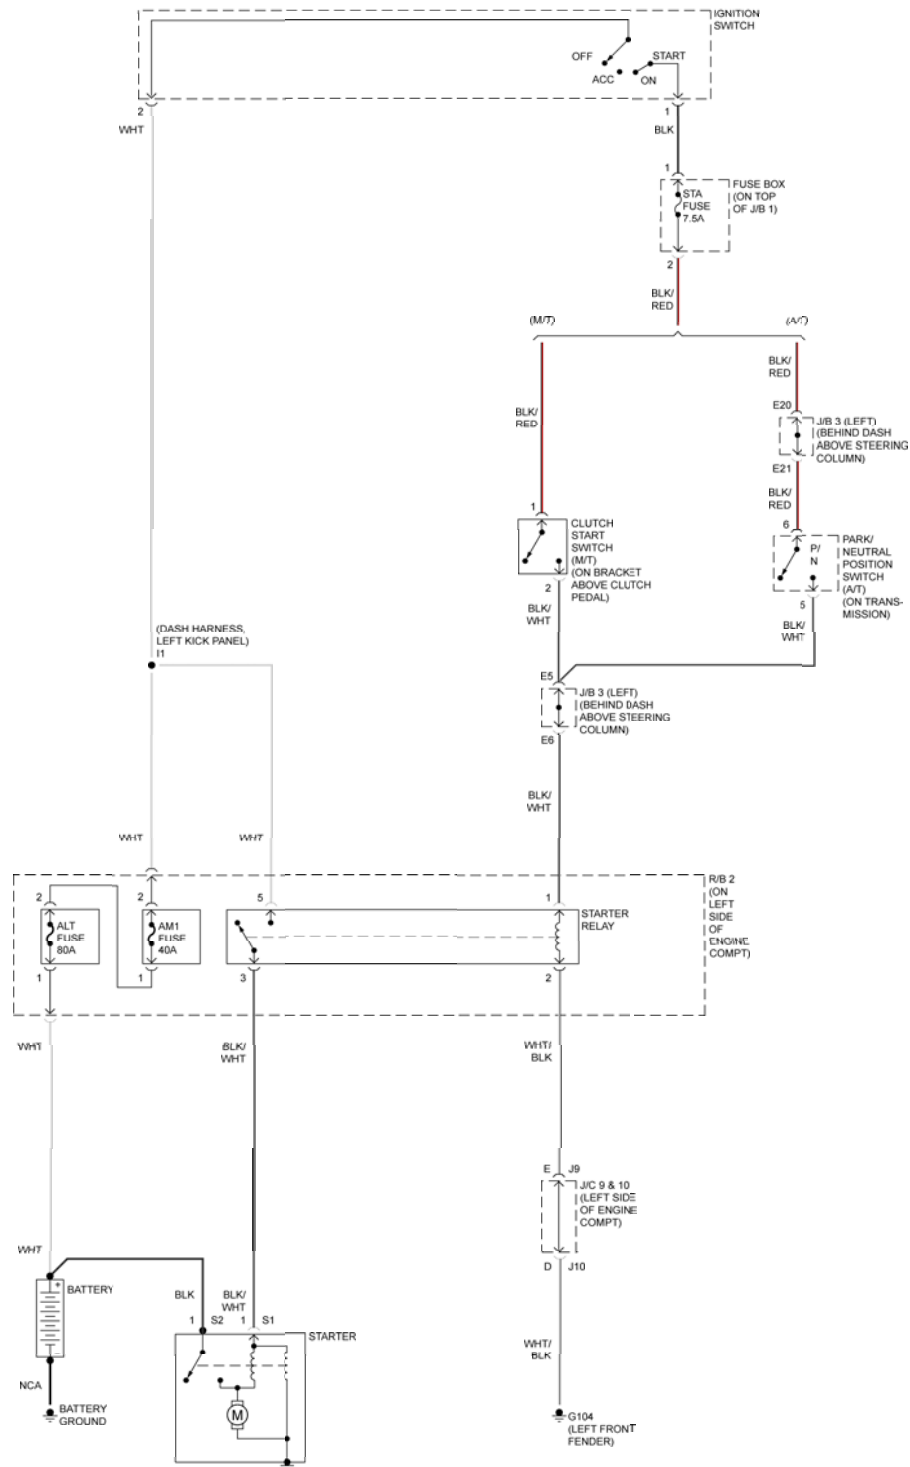 IGNITION
SWITCH
OFF
START
ACC
ON
2
1
WHT
BLK
1
FUSE BOX
(ON TOP
OF J/B 1)
STA
FUSE
7.5A
2
BLK/
RED
(M/T)
(A/T)
BLK/
RED
BLK/
RED
E20
J/B 3 (LEFT)
(BEHIND DASH
ABOVE STEERING
COLUMN)
E21
BLK/
RED
1
CLUTCH
START
SWITCH
(M/T)
(ON BRACKET
ABOVE CLUTCH
PEDAL)
2
6
P/
N
PARK/
NEUTRAL
POSITION
SWITCH
(A/T)
(ON TRANS-
MISSION)
5
BLK/
WHT
BLK/
WHT
(DASH HARNESS,
LEFT KICK PANEL)
I1
E5
J/B 3 (LEFT)
(BEHIND DASH
ABOVE STEERING
COLUMN)
E6
BLK/
WHT
WHT
WHT
R/B 2
(ON
LEFT
SIDE
OF
ENGINE
COMPT)
2
2
5
1
ALT
FUSE
80A
AM1
FUSE
40A
STARTER
RELAY
1
1
3
2
WHT
BLK/
WHT
WHT/
BLK
E
J9
J/C 9 & 10
(LEFT SIDE
OF ENGINE
COMPT)
D
J10
WHT
+
BATTERY
-
BLK
BLK/
WHT
1
S2
1
S1
STARTER
M
WHT/
BLK
NCA
BATTERY
GROUND
G104
(LEFT FRONT
FENDER)